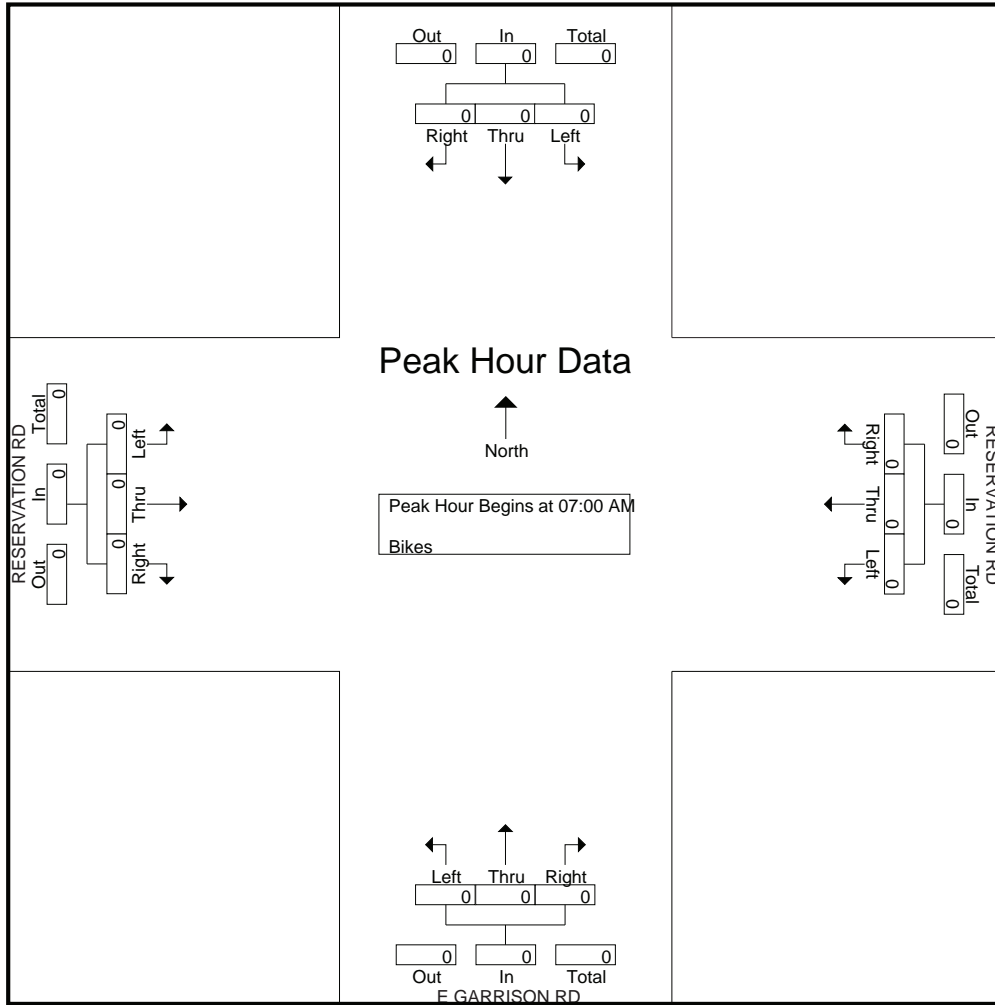 Out In Total
0 0 0
0 0 0
Right Thru Left
Peak Hour Data
North
Peak Hour Begins at 07:00 AM
Bikes
RESERVATION RD
Total In Out
0 0 0
0 0 0
Left Thru Right
RESERVATION RD
Out In Total
0 0 0
0 0 0
Right Thru Left
Left Thru Right
0 0 0
0 0 0
Out In Total
E GARRISON RD